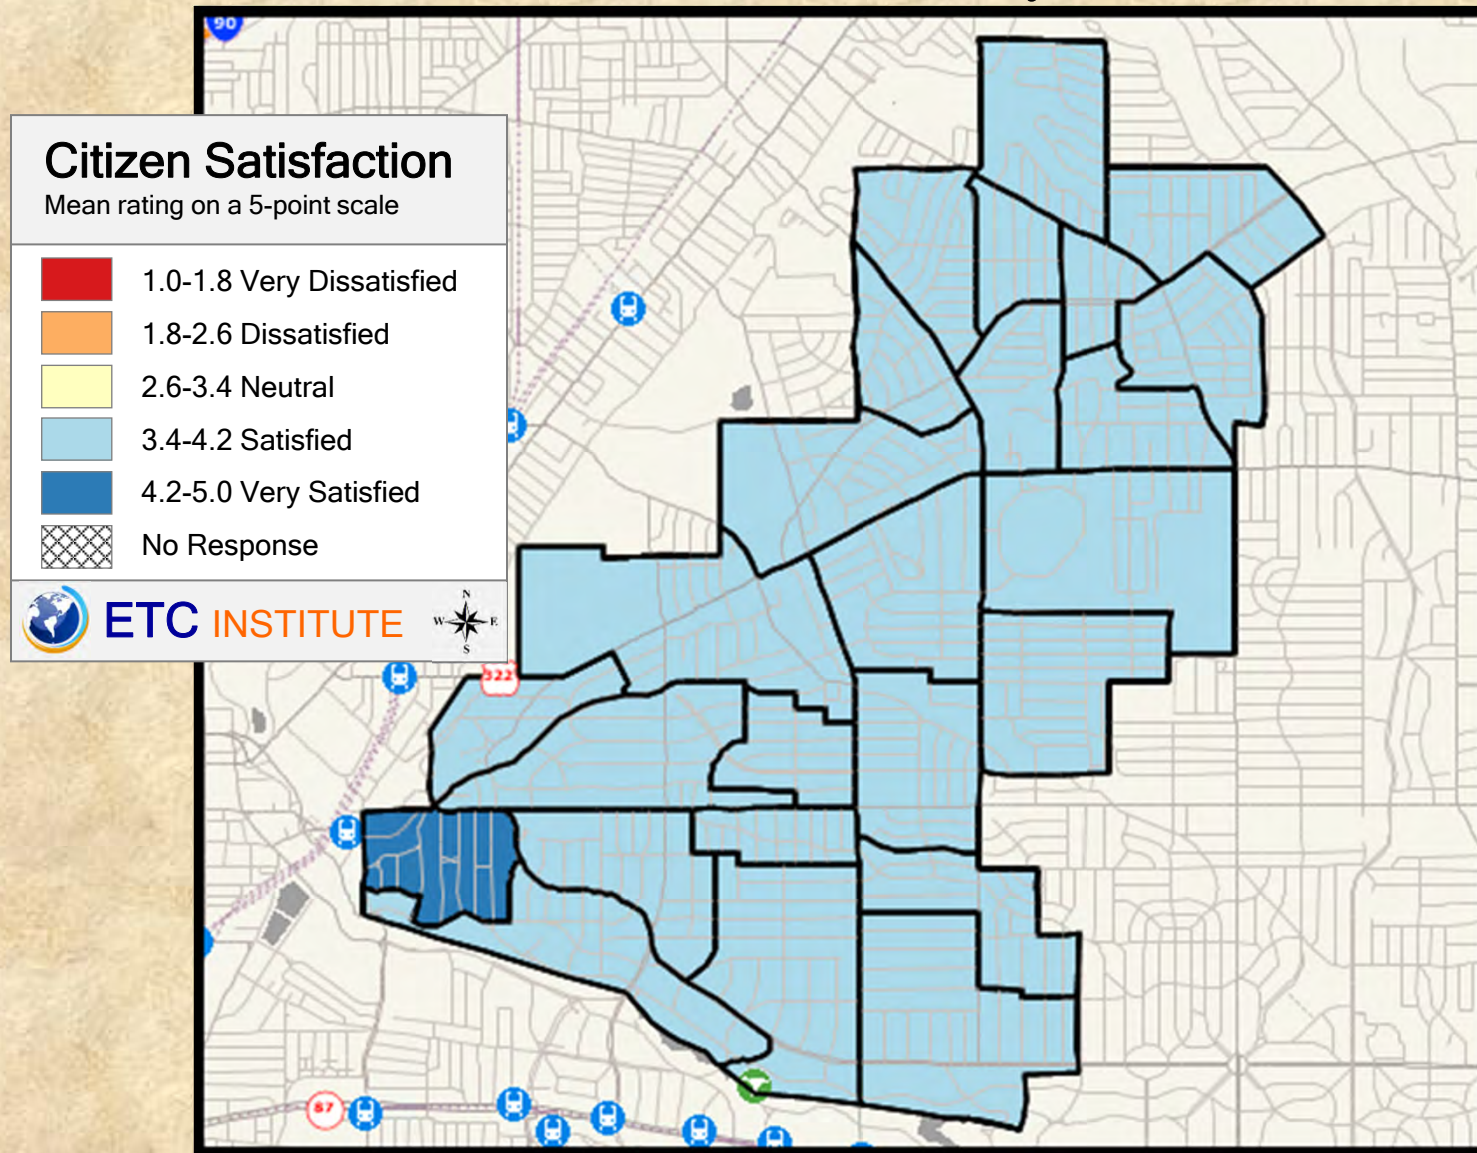 90
Citizen Satisfaction
Mean rating on a 5-point scale
1.0-1.8 Very Dissatisfied
1.8-2.6 Dissatisfied
2.6-3.4 Neutral
3.4-4.2 Satisfied
4.2-5.0 Very Satisfied
No Response
ETC INSTITUTE
N
W E
S
322
87